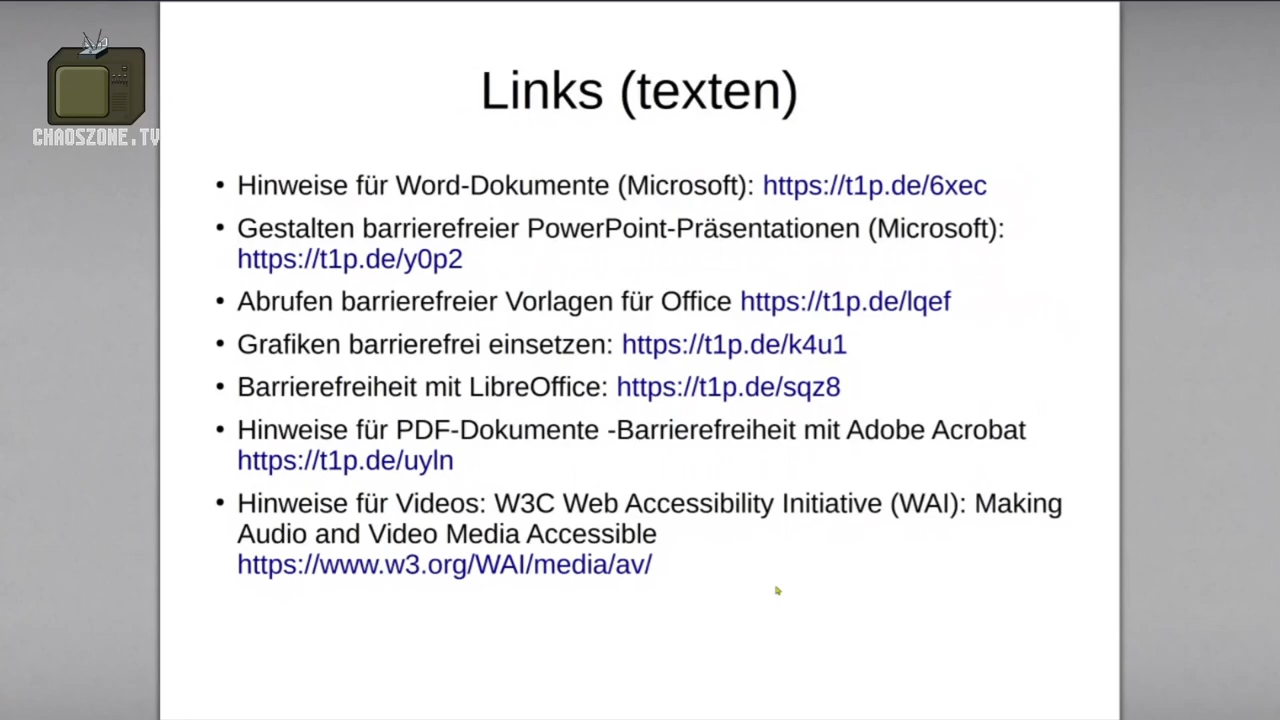 CHAOSZONE.TV
Links (texten)
• Hinweise für Word-Dokumente (Microsoft): https://t1p.de/6xec
• Gestalten barrierefreier PowerPoint-Präsentationen (Microsoft):
https://t1p.de/y0p2
• Abrufen barrierefreier Vorlagen für Office https://t1p.de/lqef
• Grafiken barrierefrei einsetzen: https://t1p.de/k4u1
• Barrierefreiheit mit LibreOffice: https://t1p.de/sqz8
• Hinweise für PDF-Dokumente -Barrierefreiheit mit Adobe Acrobat
https://t1p.de/uyln
• Hinweise für Videos: W3C Web Accessibility Initiative (WAI): Making
Audio and Video Media Accessible
https://www.w3.org/WAI/media/av/